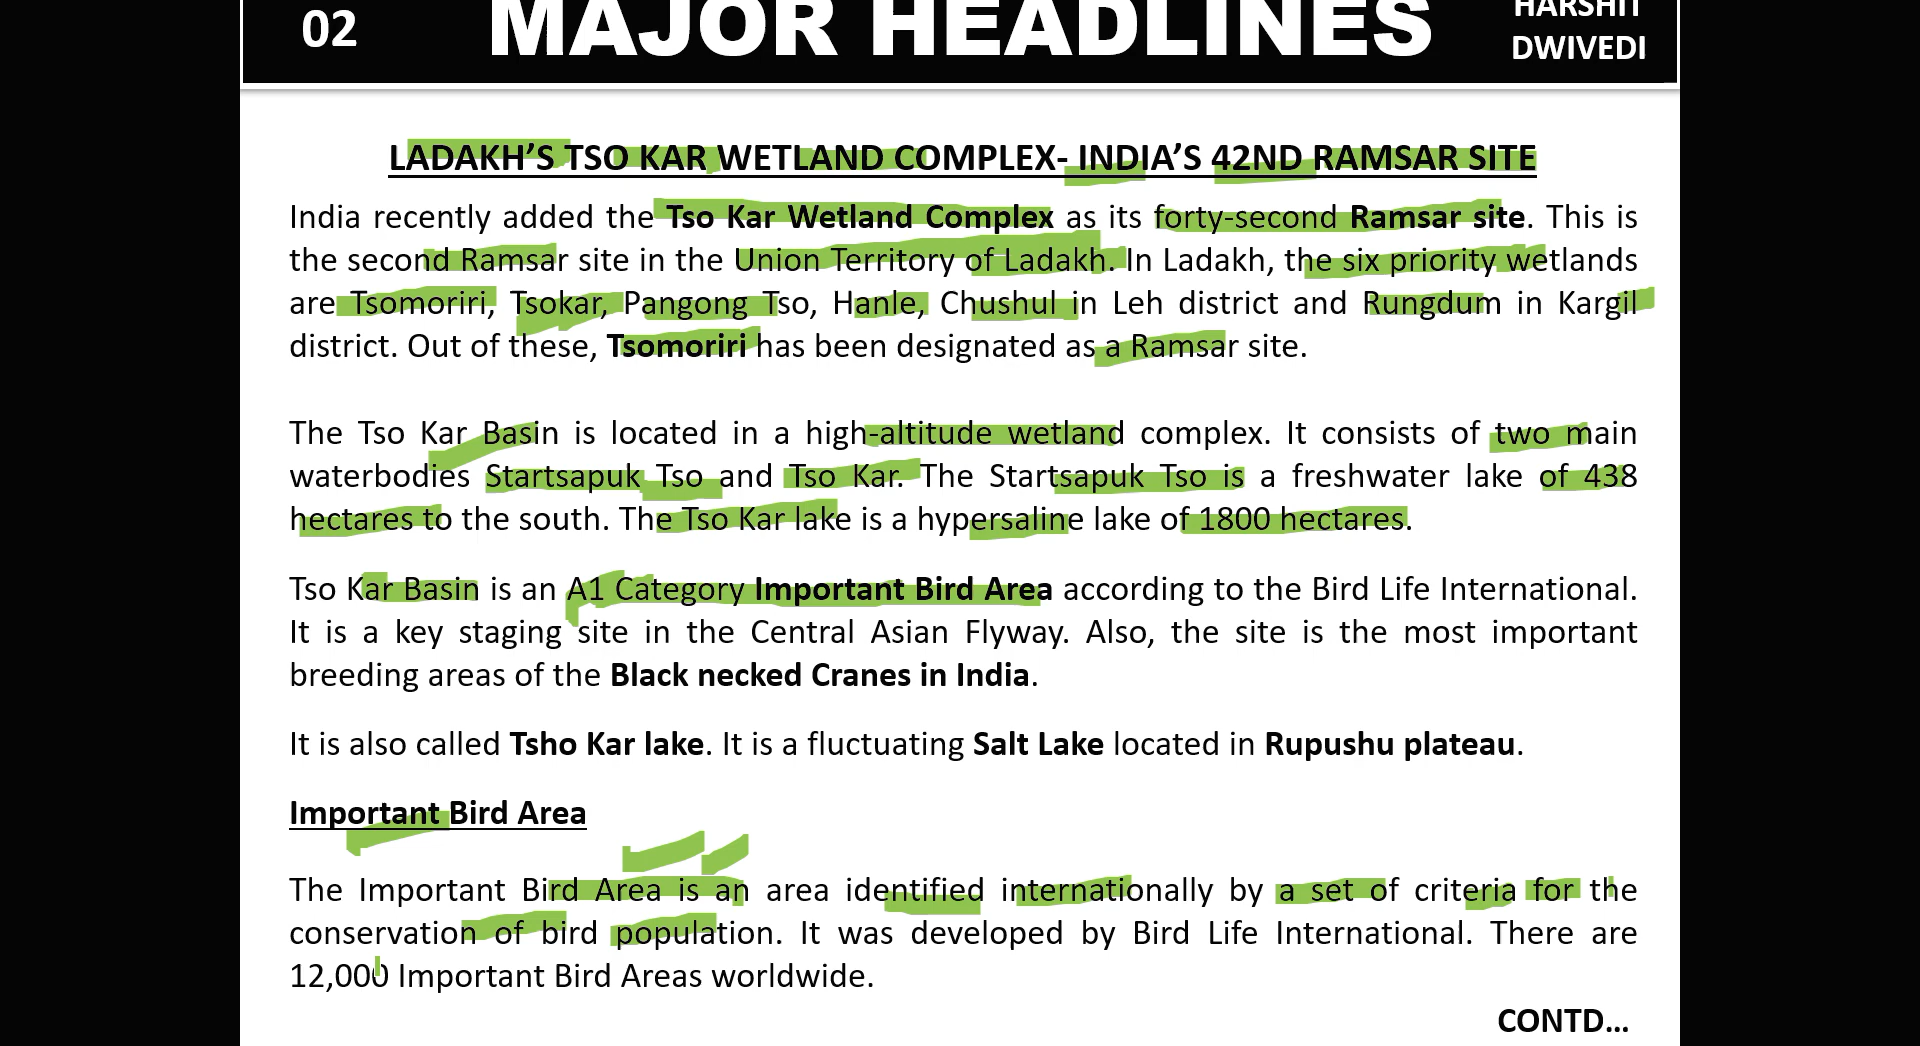 02
MAJOR HEADLINES
HARSHIT
DWIVEDI
LADAKH’S TSO KAR WETLAND COMPLEX- INDIA’S 42ND RAMSAR SITE
India recently added the Tso Kar Wetland Complex as its forty-second Ramsar site. This is
the second Ramsar site in the Union Territory of Ladakh. In Ladakh, the six priority wetlands
are Tsomoriri, Tsokar, Pangong Tso, Hanle, Chushul in Leh district and Rungdum in Kargil
district. Out of these, Tsomoriri has been designated as a Ramsar site.
The Tso Kar Basin is located in a high-altitude wetland complex. It consists of two main
waterbodies Startsapuk Tso and Tso Kar. The Startsapuk Tso is a freshwater lake of 438
hectares to the south. The Tso Kar lake is a hypersaline lake of 1800 hectares.
Tso Kar Basin is an A1 Category Important Bird Area according to the Bird Life International.
It is a key staging site in the Central Asian Flyway. Also, the site is the most important
breeding areas of the Black necked Cranes in India.
It is also called Tsho Kar lake. It is a fluctuating Salt Lake located in Rupushu plateau.
Important Bird Area
The Important Bird Area is an area identified internationally by a set of criteria for the
conservation of bird population. It was developed by Bird Life International. There are
12,000 Important Bird Areas worldwide.
CONTD...